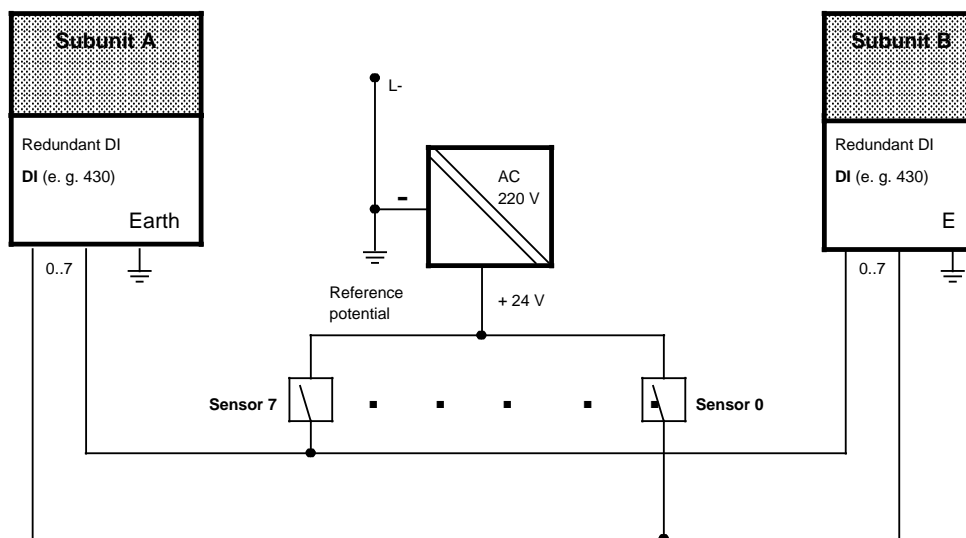 Subunit A
Redundant DI
DI (e. g. 430)
Earth
0..7
L-
-
AC
220 V
Reference
potential
+ 24 V
Sensor 7
Sensor 0
Subunit B
Redundant DI
DI (e. g. 430)
E
0..7